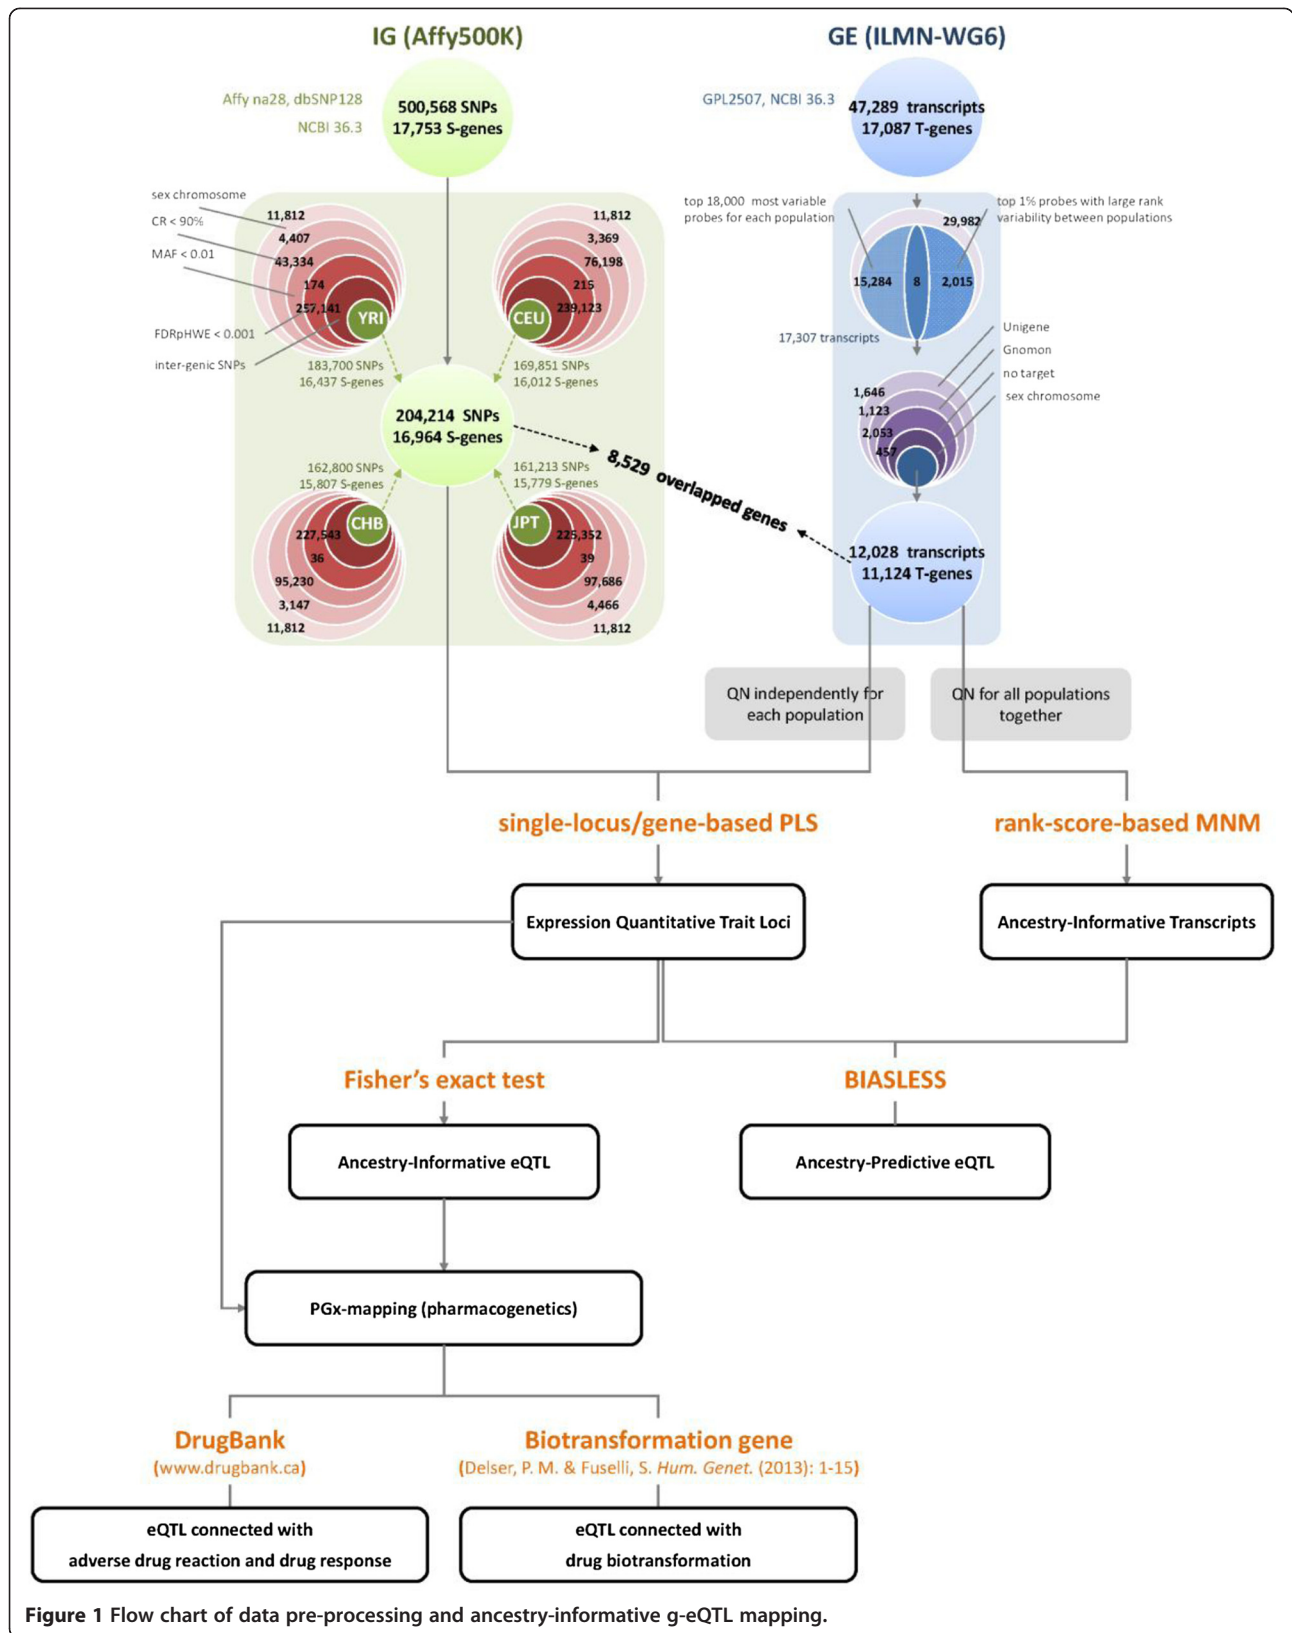 IG (Affy500K)
GE (ILMN-WG6)
Affy na28, dbSNP128
NCBI 36.3
500,568 SNPs
17,753 S-genes
GPL2507, NCBI 36.3
47,289 transcripts
17,087 T-genes
sex chromosome
CR < 90%
MAF < 0.01
FDRpHWE < 0.001
inter-genic SNPs
11,812
4,407
43,334
174
257,141
YRI
183,700 SNPs
16,437 S-genes
11,812
3,369
76,198
215
239,123
CEU
169,851 SNPs
16,012 S-genes
204,214 SNPs
16,964 S-genes
162,800 SNPs
15,807 S-genes
CHB
227,543
36
95,230
3,147
11,812
161,213 SNPs
15,779 S-genes
JPT
225,352
39
97,686
4,466
11,812
8,529 overlapped genes
top 18,000 most variable
probes for each population
top 1% probes with large rank
variability between populations
29,982
15,284
8
2,015
17,307 transcripts
Unigene
Gnomon
no target
sex chromosome
1,646
1,123
2,053
457
12,028 transcripts
11,124 T-genes
QN independently for
each population
QN for all populations
together
single-locus/gene-based PLS
rank-score-based MNM
Expression Quantitative Trait Loci
Ancestry-Informative Transcripts
Fisher's exact test
BIASLESS
Ancestry-Informative eQTL
Ancestry-Predictive eQTL
PGx-mapping (pharmacogenetics)
DrugBank
(www.drugbank.ca)
Biotransformation gene
(Delser, P. M. & Fuselli, S. Hum. Genet. (2013): 1-15)
eQTL connected with
adverse drug reaction and drug response
eQTL connected with
drug biotransformation
Figure 1 Flow chart of data pre-processing and ancestry-informative g-eQTL mapping.